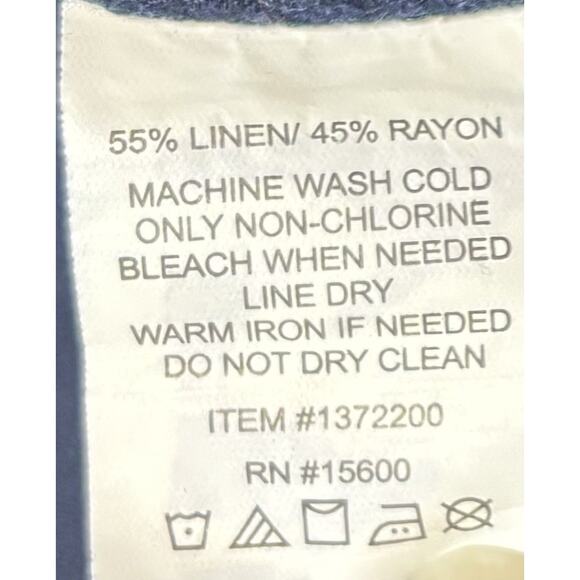 55% LINEN/ 45% RAYON
MACHINE WASH COLD
ONLY NON-CHLORINE
BLEACH WHEN NEEDED
LINE DRY
WARM IRON IF NEEDED
DO NOT DRY CLEAN
ITEM #1372200
RN #15600